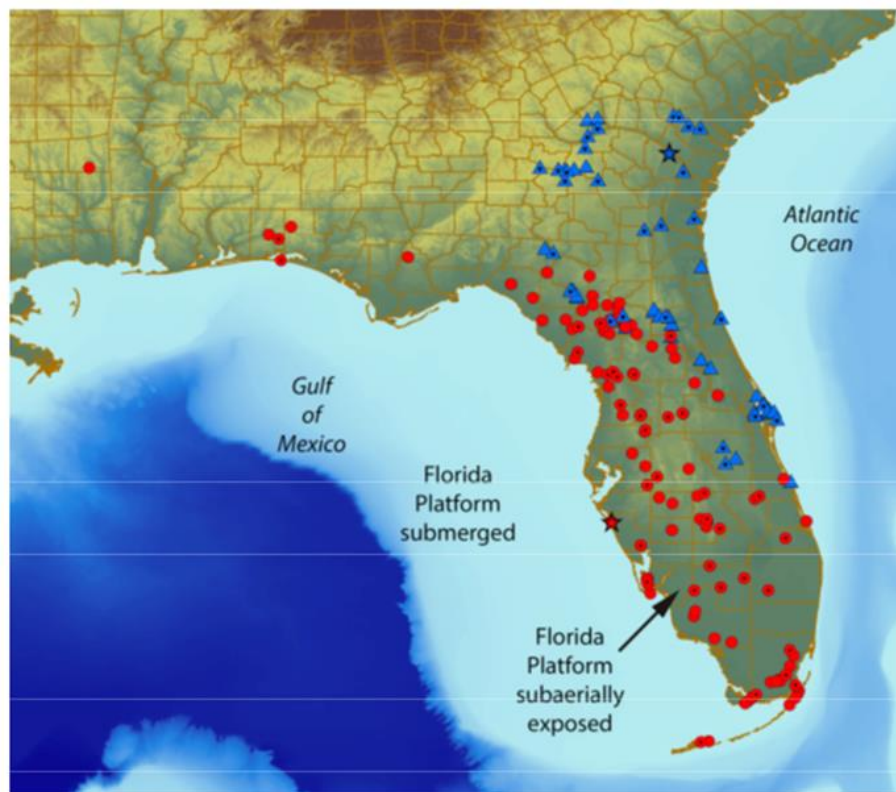 Atlantic
Ocean
Gulf
of
Mexico
Florida
Platform
submerged
Florida
Platform
subaerially
exposed